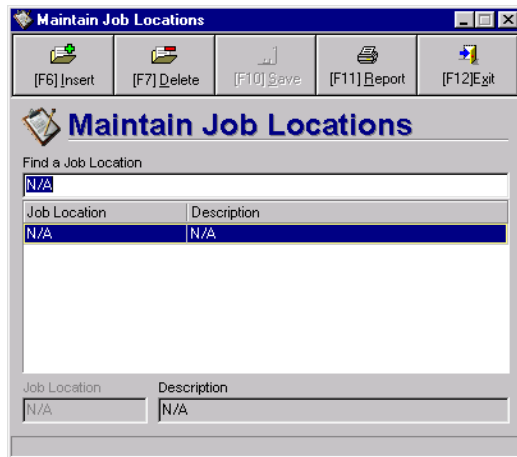 Maintain Job Locations
[F6] Insert [F7] Delete [F10] Save [F11] Report [F12]Exit
Maintain Job Locations
Find a Job Location
N/A
Job Location Description
N/A N/A
Job Location Description
N/A N/A